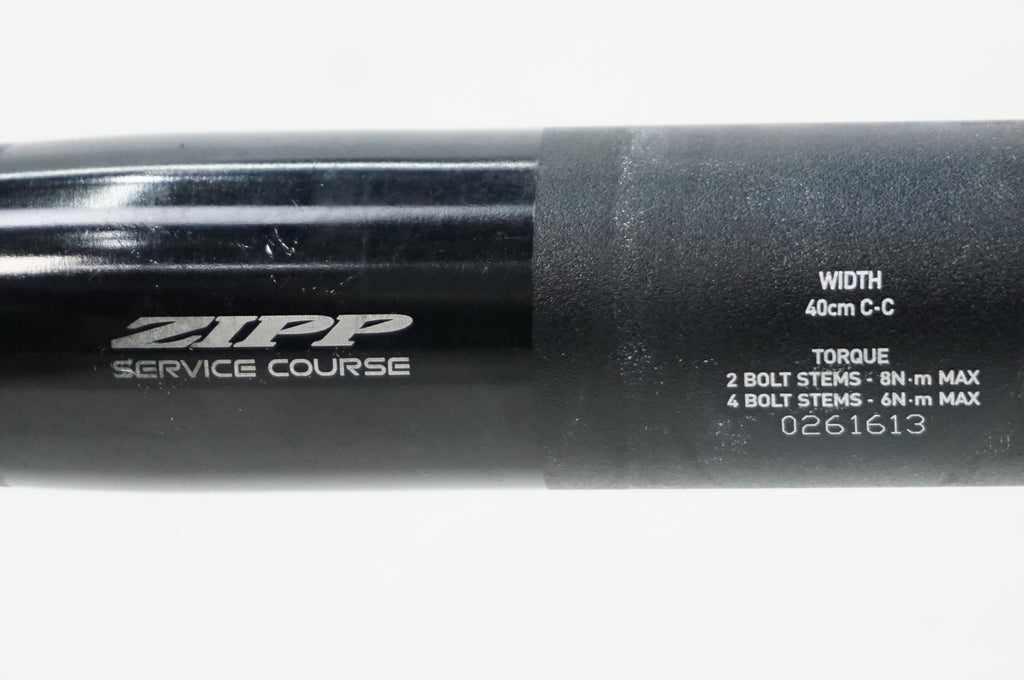 ZIPP
SERVICE COURSE
WIDTH
40cm C-C
TORQUE
2 BOLT STEMS - 8N·m MAX
4 BOLT STEMS - 6N·m MAX
0261613